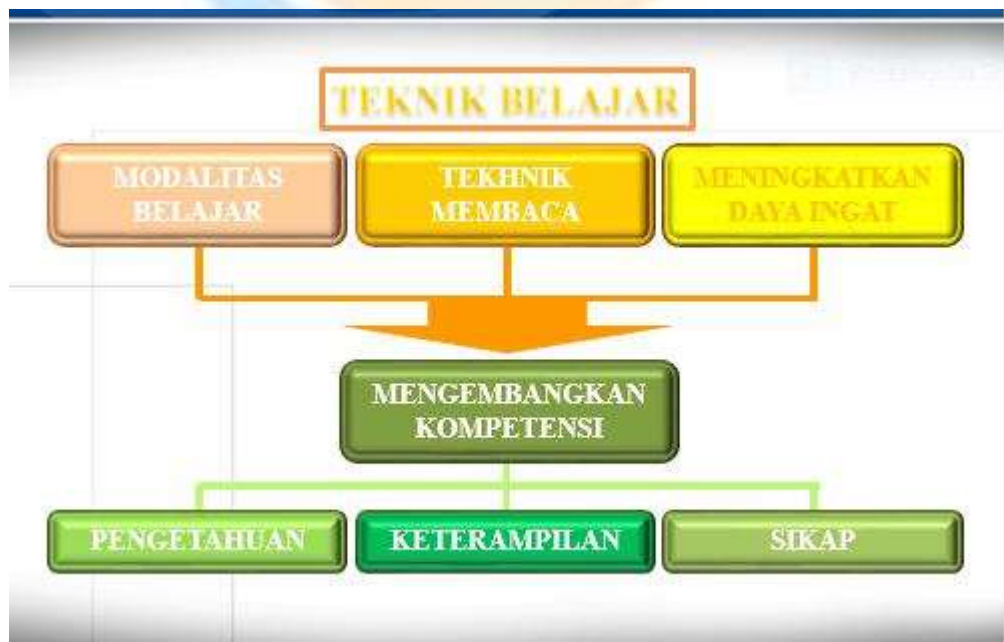 TEKNIK BELAJAR
MODALITAS
BELAJAR
TEKHNIK
MEMBACA
MENINGKATKAN
DAYA INGAT
MENGEMBANGKAN
KOMPETENSI
PENGETAHUAN
KETERAMPILAN
SIKAP